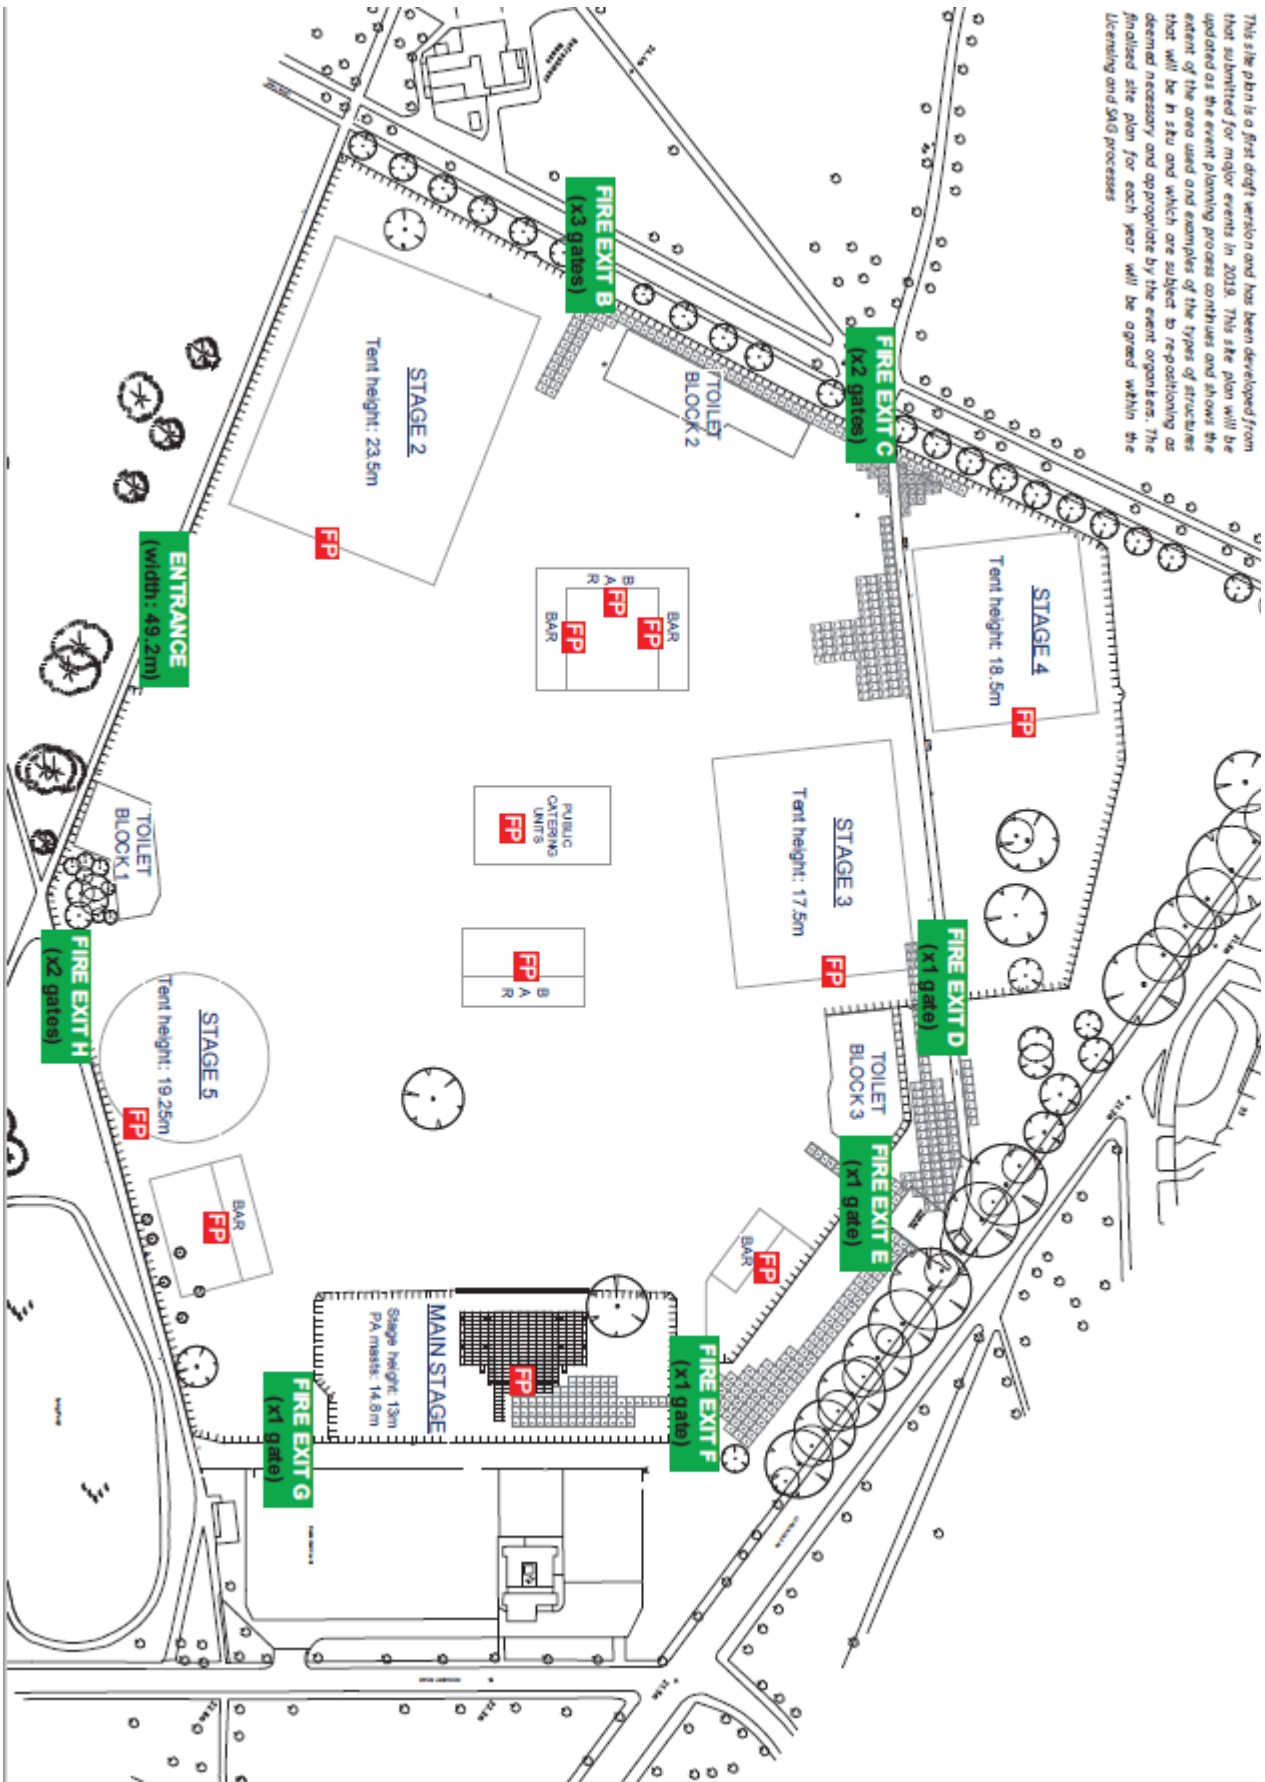 This site plan is a first draft version and has been developed from
that submitted for major events in 2019. This site plan will be
updated as the event planning process continues and shows the
extent of the area used and examples of the types of structures
that will be in situ and which are subject to re-positioning as
deemed necessary and appropriate by the event organisers. The
finalised site plan for each year will be agreed within the
Licensing and SAG processes
Refreshment
House
FIRE EXIT B
(x3 gates)
FIRE EXIT C
(x2 gates)
TOILET
BLOCK 2
STAGE 2
Tent height: 23.5m
FP
ENTRANCE
(width: 49.2m)
BAR
FP
BAR
FP
BAR
FP
STAGE 4
Tent height: 18.5m
FP
STAGE 3
Tent height: 17.5m
FP
PUBLIC
CATERING
UNITS
FP
BAR
FP
TOILET
BLOCK 1
FIRE EXIT H
(x2 gates)
STAGE 5
Tent height: 19.25m
FP
FIRE EXIT D
(x1 gate)
TOILET
BLOCK 3
FIRE EXIT E
(x1 gate)
BAR
FP
BAR
FP
MAIN STAGE
Stage height: 13m
PA masts: 14.8m
FP
FIRE EXIT F
(x1 gate)
FIRE EXIT G
(x1 gate)